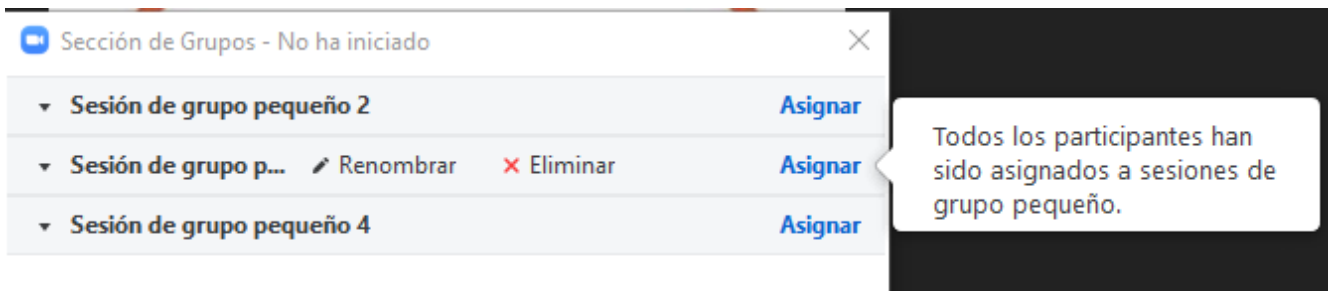 Sección de Grupos - No ha iniciado
Sesión de grupo pequeño 2 Asignar
Sesión de grupo p... Renombrar Eliminar Asignar
Sesión de grupo pequeño 4 Asignar
Todos los participantes han
sido asignados a sesiones de
grupo pequeño.